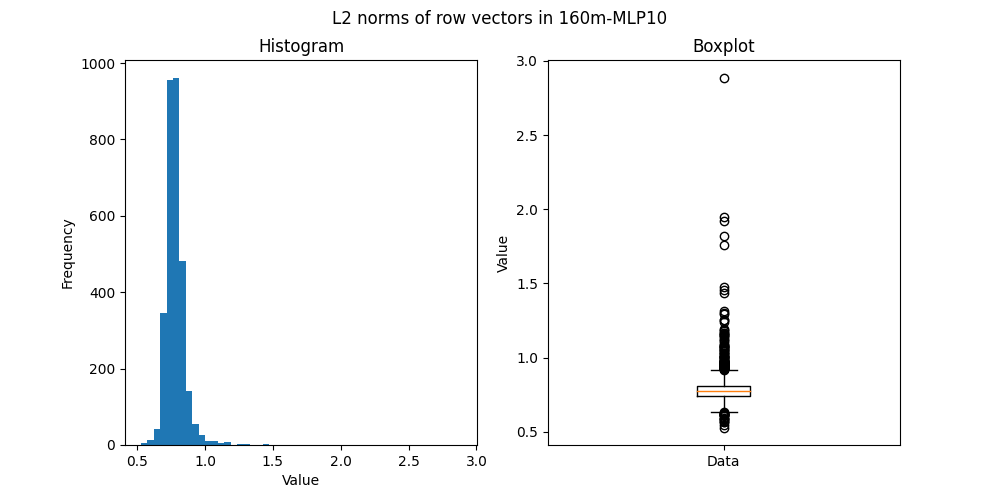 L2 norms of row vectors in 160m-MLP10
Histogram
Frequency
1000
800
600
400
200
0
0.5 1.0 1.5 2.0 2.5 3.0
Value
Boxplot
Value
3.0
2.5
2.0
1.5
1.0
0.5
Data